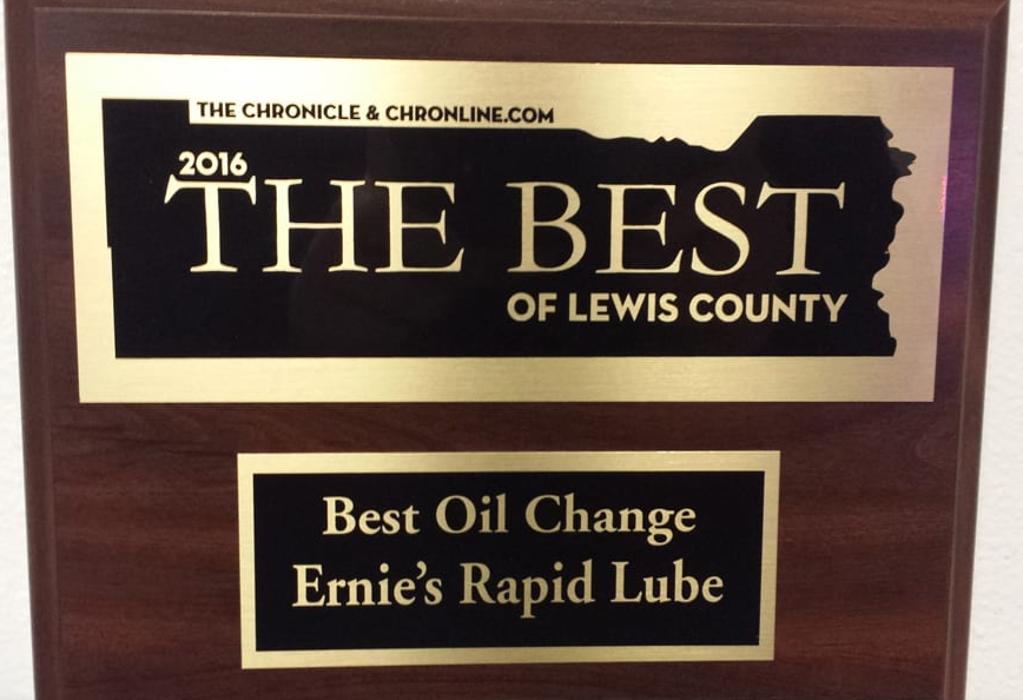 THE CHRONICLE & CHRONLINE.COM
2016
THE BEST
OF LEWIS COUNTY
Best Oil Change
Ernie's Rapid Lube